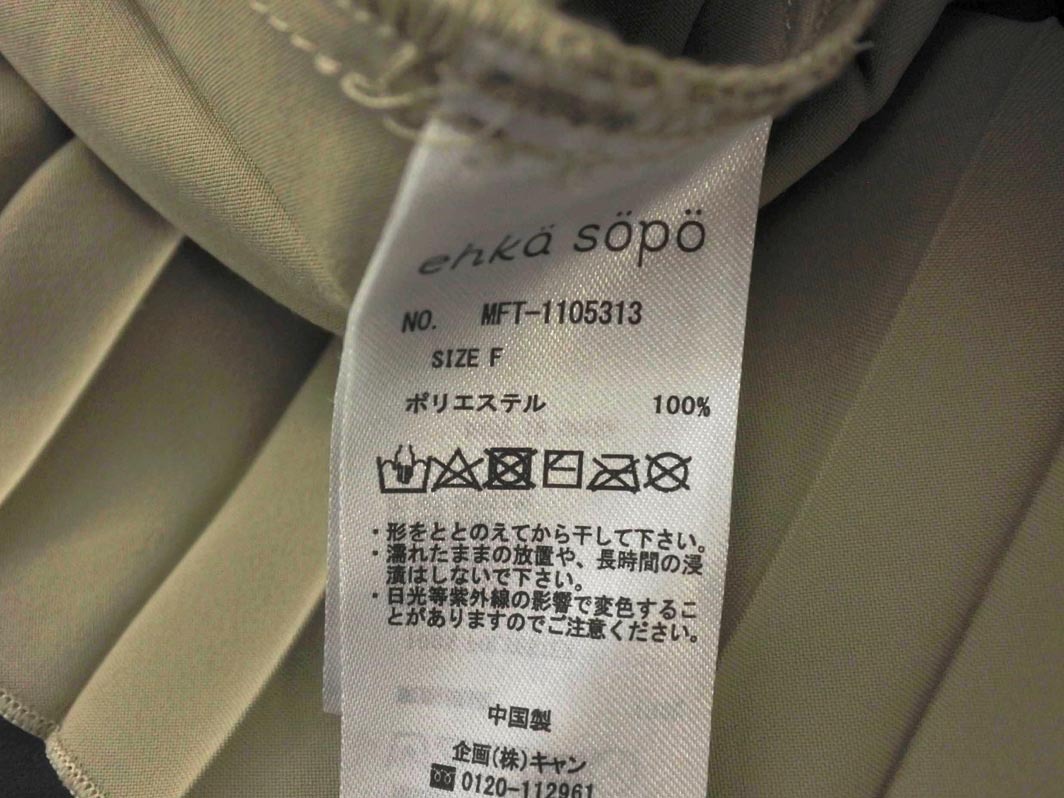 ehkä söpö
NO. MFT-1105313
SIZE F
ポリエステル 100%
・形をととのえてから干して下さい。
・濡れたままの放置や、長時間の浸
漬はしないで下さい。
・日光等紫外線の影響で変色するこ
とがありますのでご注意ください。
中国製
企画(株)キャン
0120-112961